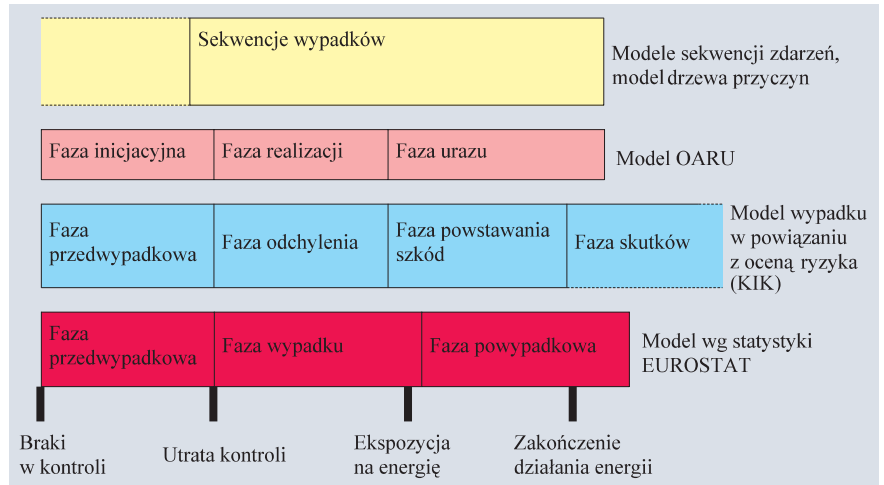 Sekwencje wypadków
Modele sekwencji zdarzeń,
model drzewa przyczyn
Faza inicjacyjna
Faza realizacji
Faza urazu
Model OARU
Faza
przedwypadkowa
Faza odchylenia
Faza powstawania
szkód
Faza skutków
Model wypadku
w powiązaniu
z oceną ryzyka
(KIK)
Faza
przedwypadkowa
Faza wypadku
Faza powypadkowa
Model wg statystyki
EUROSTAT
Braki
w kontroli
Utrata kontroli
Ekspozycja
na energię
Zakończenie
działania energii